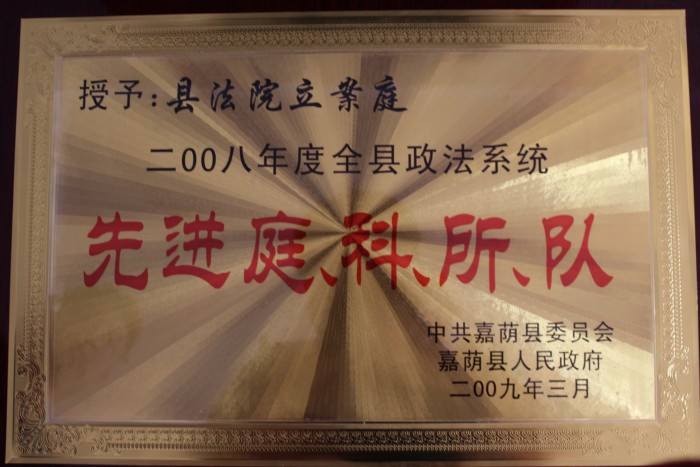 授予:县法院立案庭
二00八年度全县政法系统
先进庭、科、所、队
中共嘉荫县委员会
嘉荫县人民政府
二00九年三月